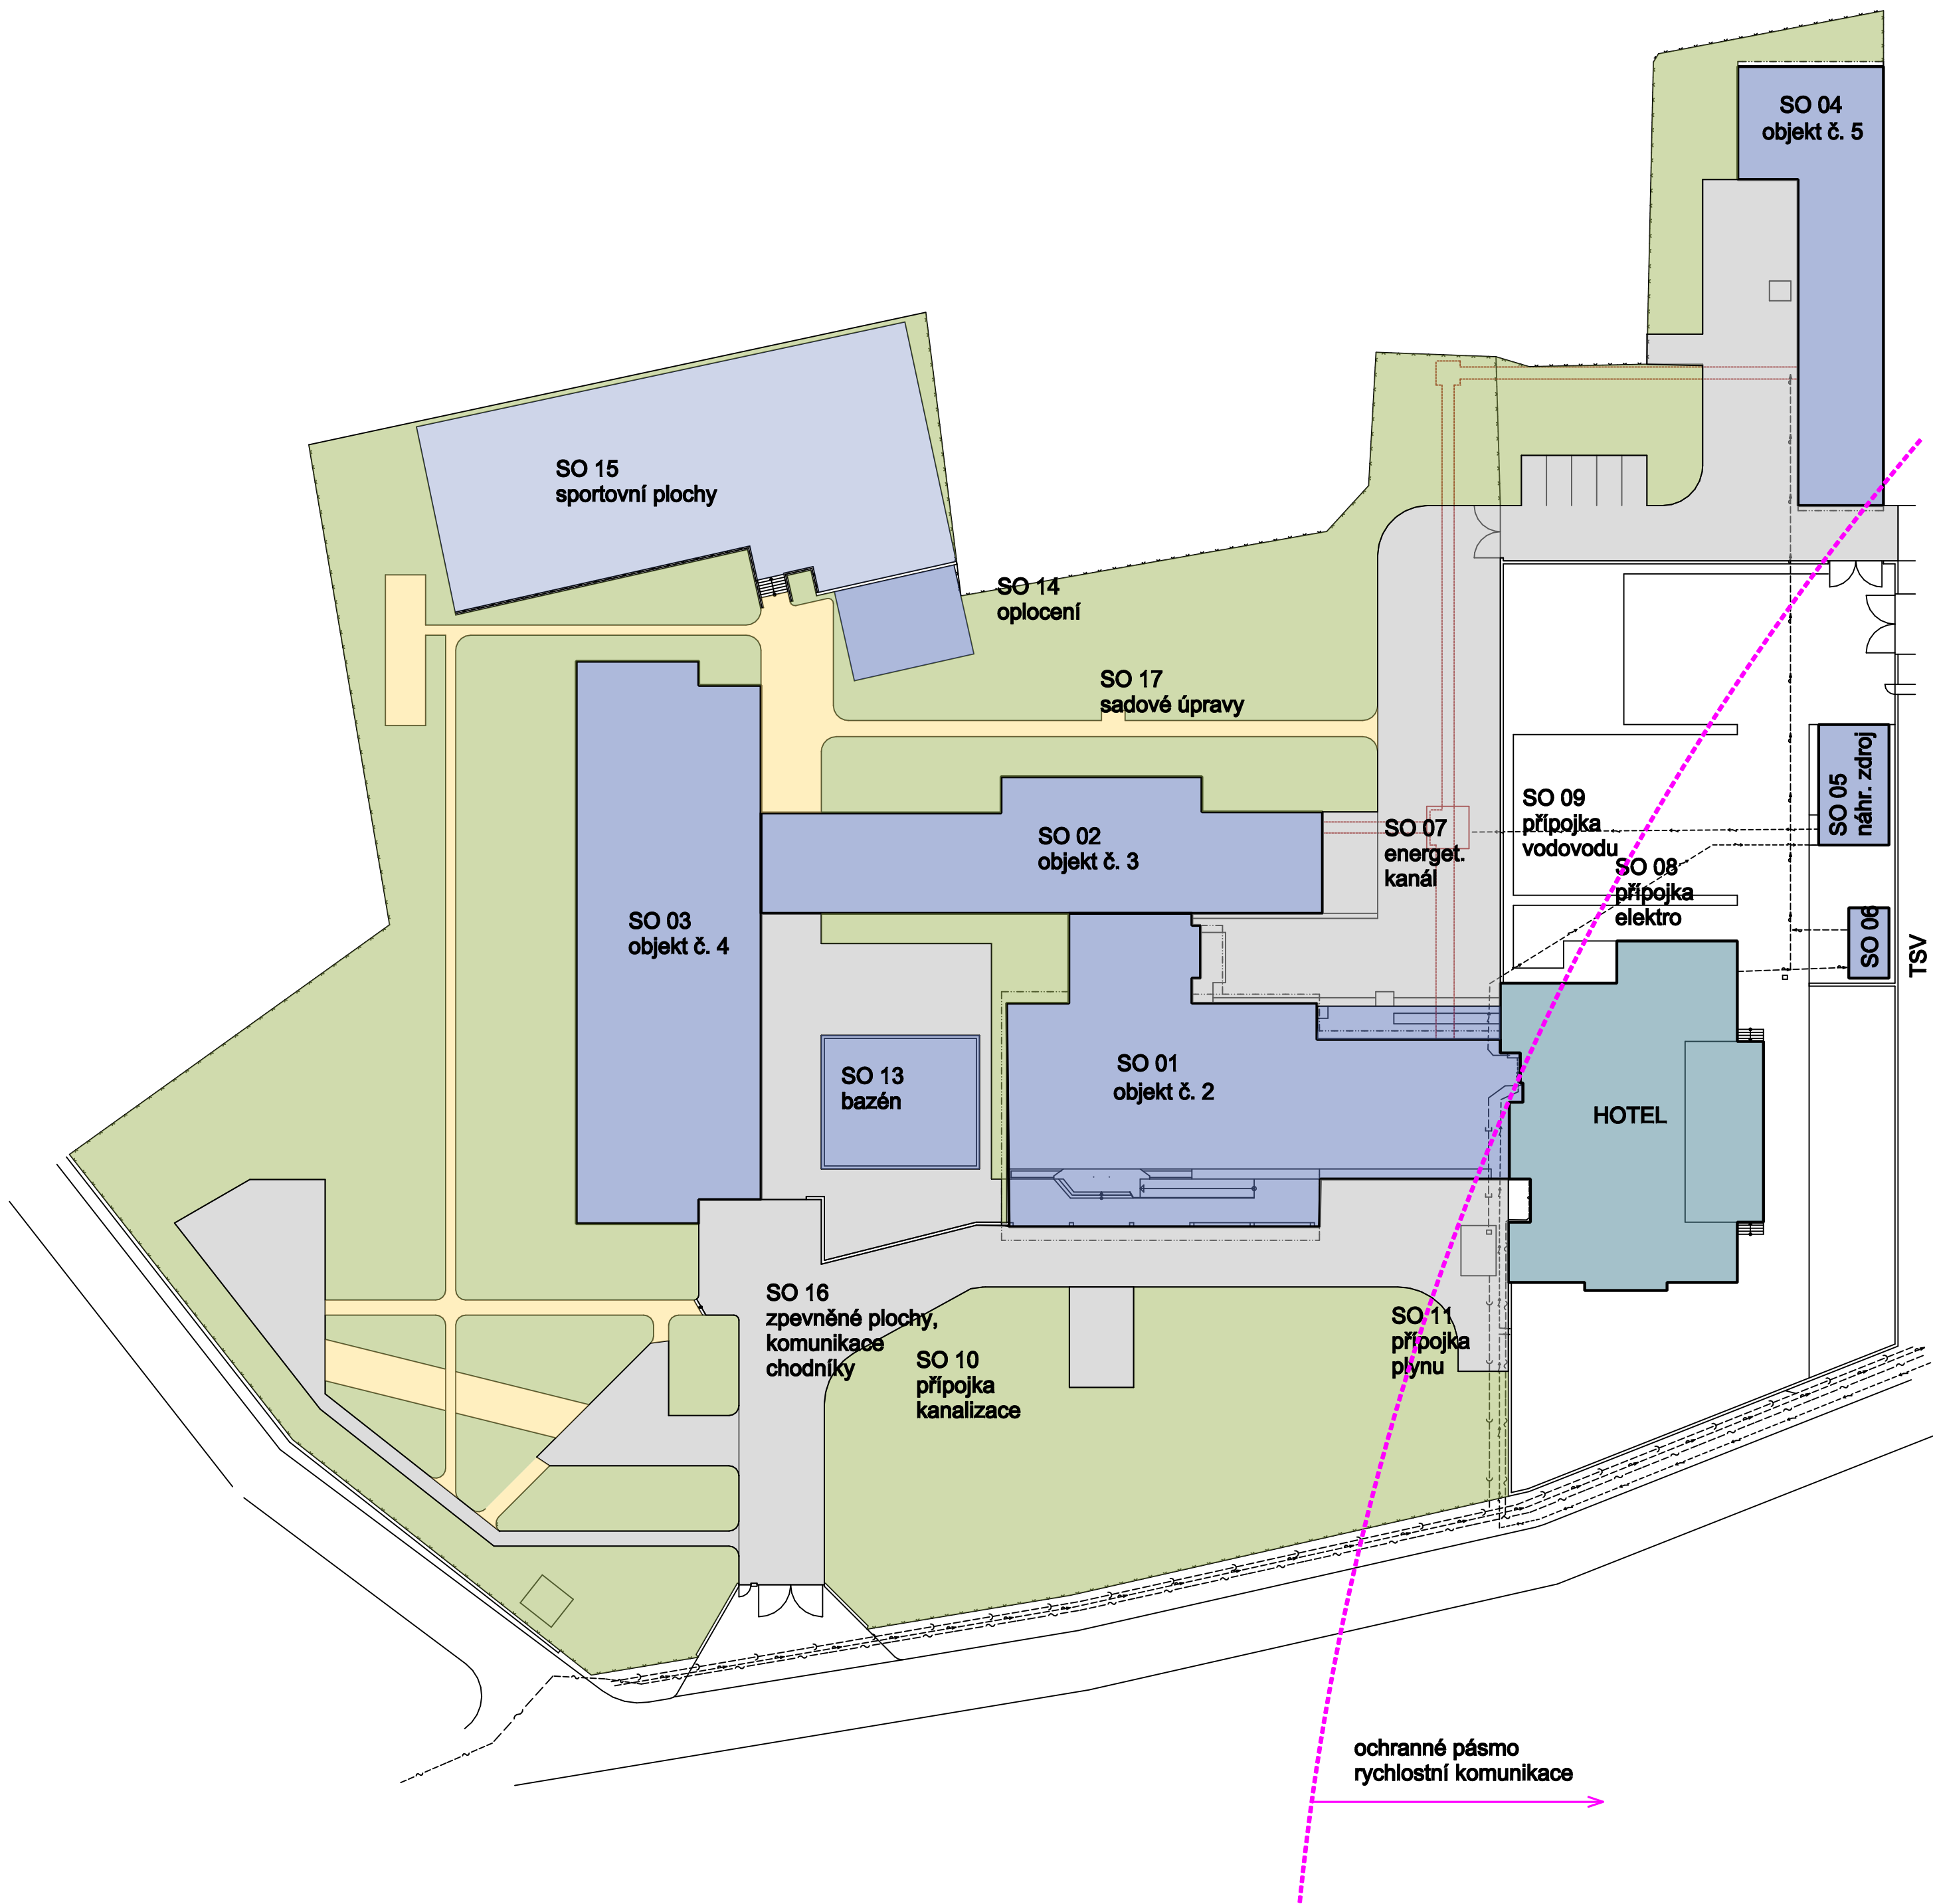 SO 04
objekt č. 5
SO 15
sportovní plochy
SO 14
oplocení
SO 17
sadové úpravy
SO 09
přípojka
vodovodu
SO 05
náhr. zdroj
SO 07
energet.
kanál
SO 02
objekt č. 3
SO 08
přípojka
elektro
SO 03
objekt č. 4
SO 06
TSV
SO 01
objekt č. 2
SO 13
bazén
HOTEL
SO 16
zpevněné plochy,
komunikace
chodníky
SO 11
přípojka
plynu
SO 10
přípojka
kanalizace
ochranné pásmo
rychlostní komunikace